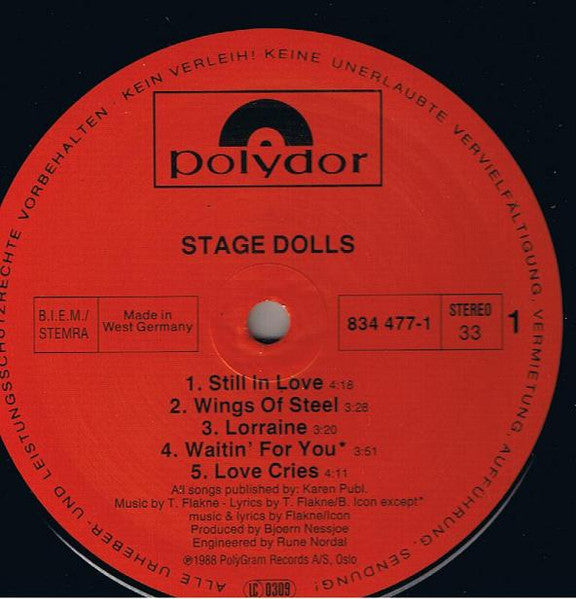 ALLE URHEBER- UND LEISTUNGSSCHUTZRECHTE VORBEHALTEN · KEIN VERLEIH! KEINE UNERLAUBTE VERVIELFÄLTIGUNG, VERMIETUNG, AUFFÜHRUNG, SENDUNG!
polydor
STAGE DOLLS
B.I.E.M./
STEMRA
Made in
West Germany
834 477-1
STEREO
33
1
1. Still In Love 4:18
2. Wings Of Steel 3:28
3. Lorraine 3:20
4. Waitin' For You* 3:51
5. Love Cries 4:11
All songs published by: Karen Publ.
Music by T. Flakne - Lyrics by T. Flakne/B. Icon except*
music & lyrics by Flakne/Icon
Produced by Bjoern Nessjoe
Engineered by Rune Nordal
℗1988 PolyGram Records A/S, Oslo
LC 0309